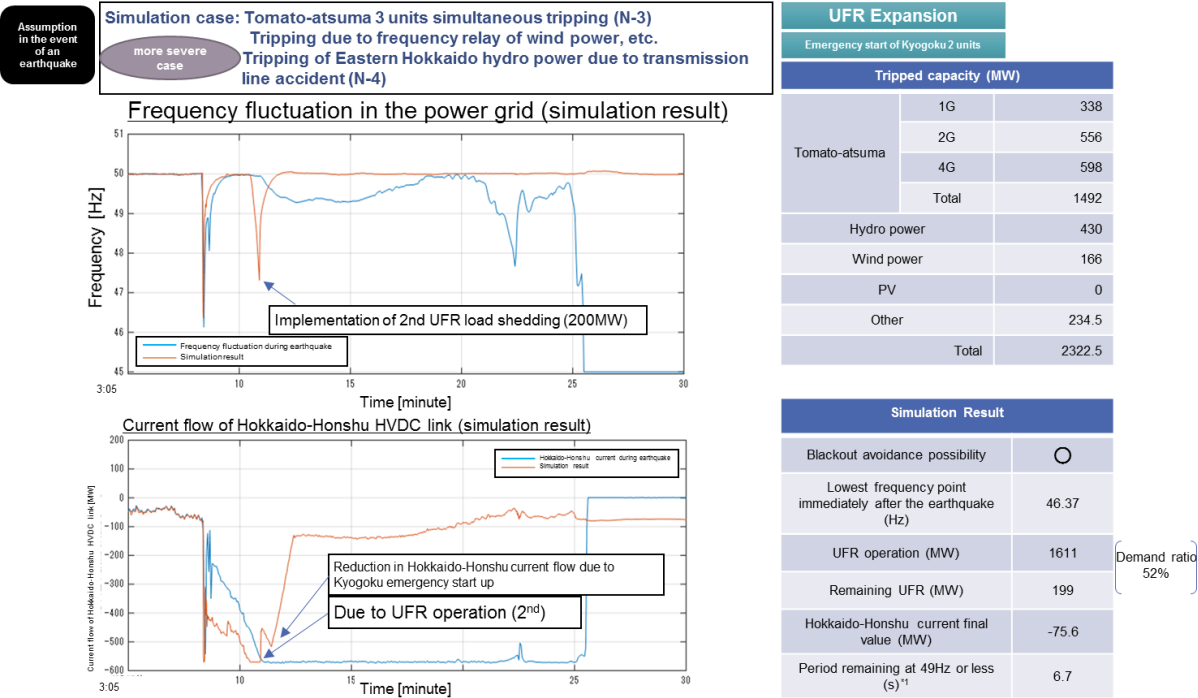 Assumption
in the event
of an
earthquake
Simulation case: Tomato-atsuma 3 units simultaneous tripping (N-3)
Tripping due to frequency relay of wind power, etc.
more severe
case
Tripping of Eastern Hokkaido hydro power due to transmission
line accident (N-4)
UFR Expansion
Emergency start of Kyogoku 2 units
Frequency fluctuation in the power grid (simulation result)
51
50
49
48
47
46
45
Frequency [Hz]
Implementation of 2nd UFR load shedding (200MW)
Frequency fluctuation during earthquake
Simulation result
3:05
10
15
20
25
30
Time [minute]
Current flow of Hokkaido-Honshu HVDC link (simulation result)
200
100
0
-100
-200
-300
-400
-500
-600
Current flow of Hokkaido-Honshu HVDC link [MW]
Hokkaido-Honshu current during earthquake
Simulation result
Reduction in Hokkaido-Honshu current flow due to
Kyogoku emergency start up
Due to UFR operation (2nd)
3:05
10
15
20
25
30
Time [minute]
Tripped capacity (MW)
Tomato-atsuma
1G 338
2G 556
4G 598
Total 1492
Hydro power 430
Wind power 166
PV 0
Other 234.5
Total 2322.5
Simulation Result
Blackout avoidance possibility ○
Lowest frequency point
immediately after the earthquake
(Hz)
46.37
UFR operation (MW) 1611
Remaining UFR (MW) 199
Hokkaido-Honshu current final
value (MW)
-75.6
Period remaining at 49Hz or less
(s) *1
6.7
Demand ratio
52%